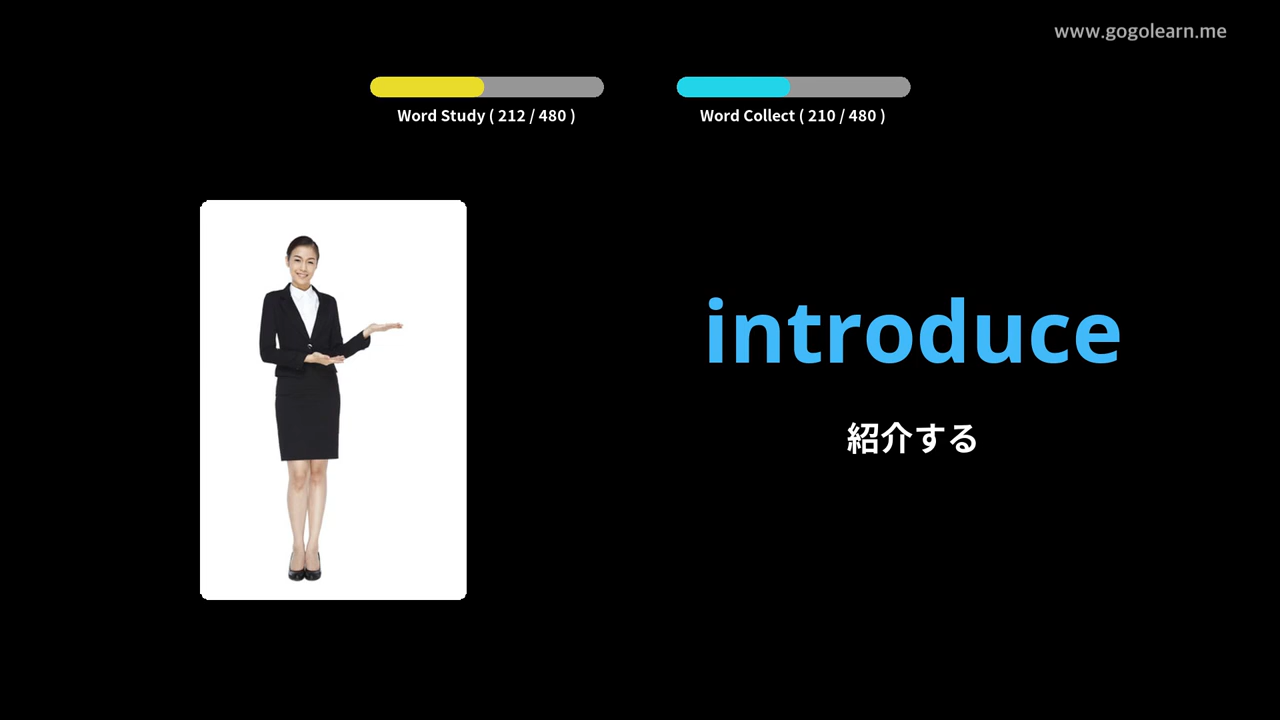 www.gogolearn.me
Word Study ( 212 / 480 )
Word Collect ( 210 / 480 )
introduce
紹介する